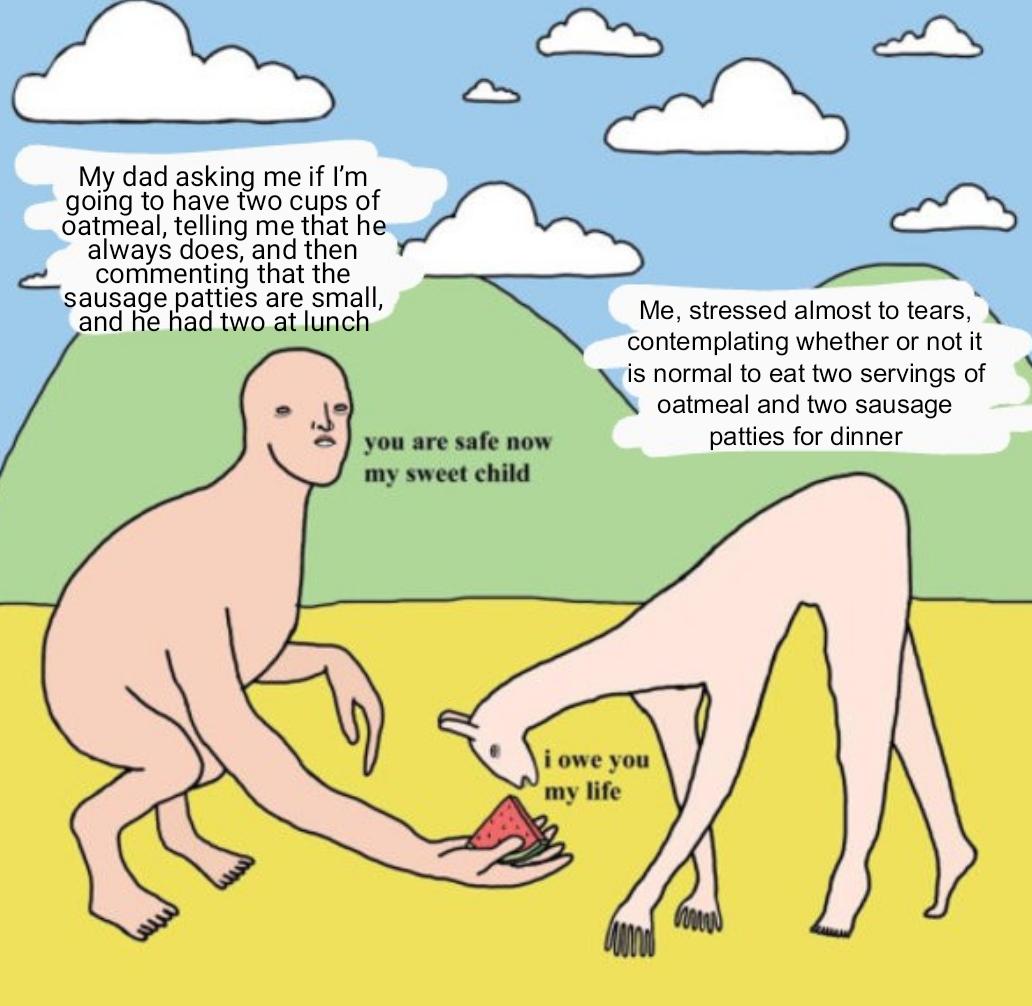 My dad asking me if I’m
going to have two cups of
oatmeal, telling me that he
always does, and then
commenting that the
sausage patties are small,
and he had two at lunch
Me, stressed almost to tears,
contemplating whether or not it
is normal to eat two servings of
oatmeal and two sausage
patties for dinner
you are safe now
my sweet child
i owe you
my life